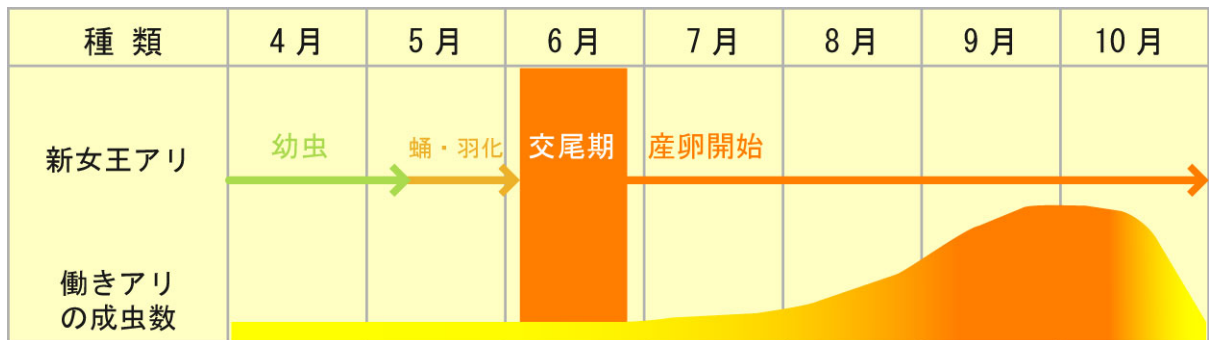 種 類 4月 5月 6月 7月 8月 9月 10月
新女王アリ 幼虫 蛹・羽化 交尾期 産卵開始
働きアリ
の成虫数